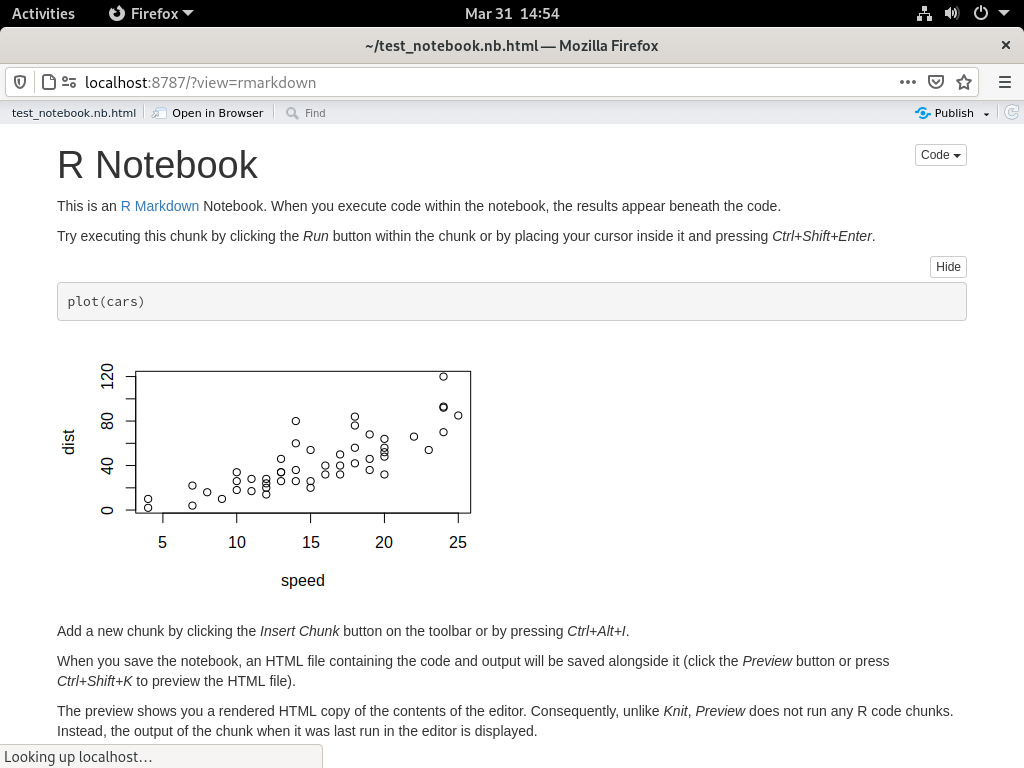 Activities Firefox Mar 31 14:54
~/test_notebook.nb.html — Mozilla Firefox
localhost:8787/?view=rmarkdown
test_notebook.nb.html Open in Browser Find Publish
R Notebook
Code
This is an R Markdown Notebook. When you execute code within the notebook, the results appear beneath the code.
Try executing this chunk by clicking the Run button within the chunk or by placing your cursor inside it and pressing Ctrl+Shift+Enter.
Hide
plot(cars)
120
80
40
0
dist
5 10 15 20 25
speed
Add a new chunk by clicking the Insert Chunk button on the toolbar or by pressing Ctrl+Alt+I.
When you save the notebook, an HTML file containing the code and output will be saved alongside it (click the Preview button or press
Ctrl+Shift+K to preview the HTML file).
The preview shows you a rendered HTML copy of the contents of the editor. Consequently, unlike Knit, Preview does not run any R code chunks.
Instead, the output of the chunk when it was last run in the editor is displayed.
Looking up localhost…